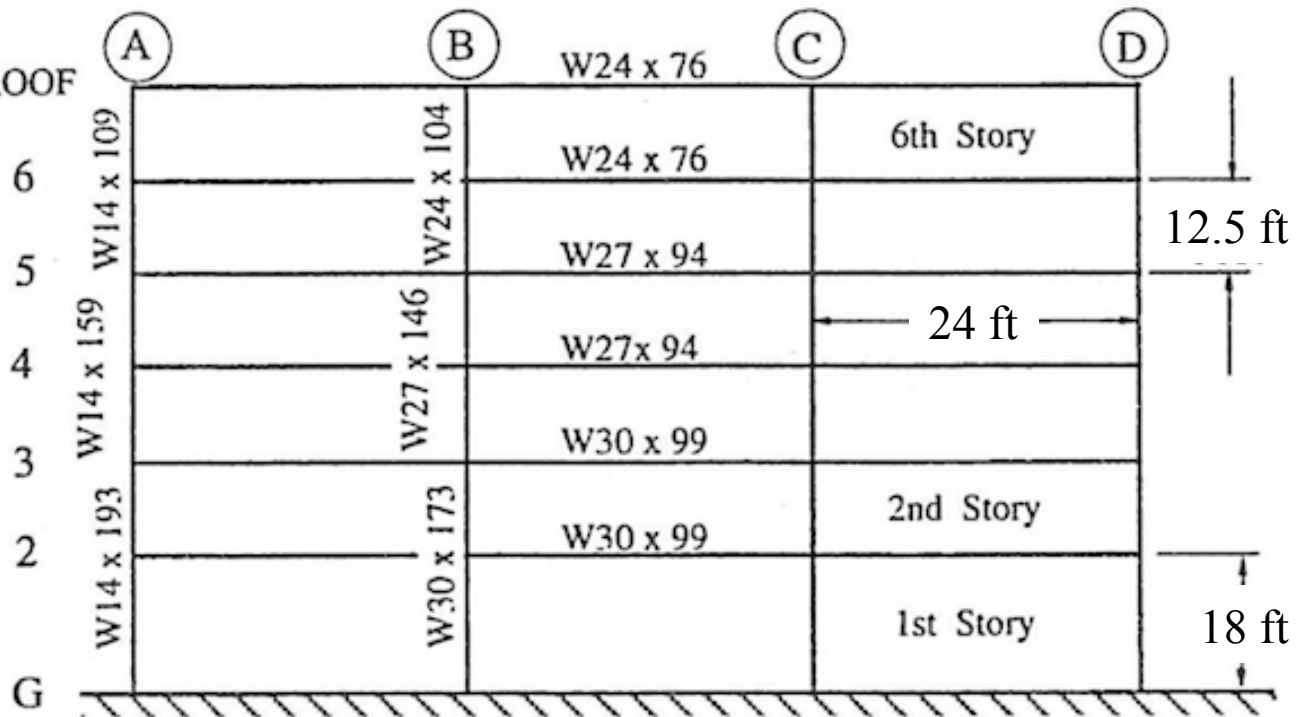 A B C D
OOF
W24 x 76
W14 x 109
W24 x 104
6th Story
6
W24 x 76
12.5 ft
5
W27 x 94
W14 x 159
W27 x 146
24 ft
4
W27x 94
3
W30 x 99
W14 x 193
W30 x 173
2nd Story
2
W30 x 99
1st Story
18 ft
G